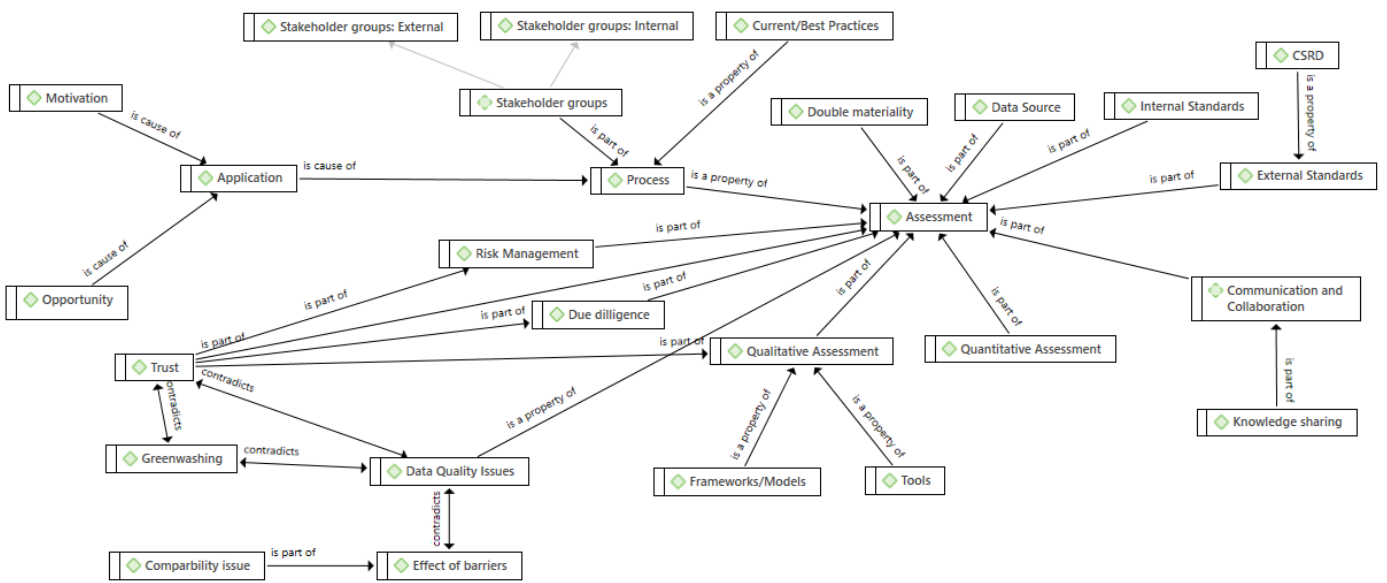 Stakeholder groups: External
Stakeholder groups: Internal
Current/Best Practices
CSRD
Motivation
Stakeholder groups
is a property of
is a property of
Double materiality
Data Source
Internal Standards
is cause of
is part of
is part of
is part of
is part of
Application
is cause of
Process
is a property of
is part of
External Standards
Assessment
is part of
is part of
Risk Management
is cause of
is part of
is part of
is part of
Opportunity
Communication and
Collaboration
is part of
Due dilligence
is part of
is part of
Qualitative Assessment
Quantitative Assessment
Trust
contradicts
is part of
ontradicts
is a property of
is a property of
is a property of
Knowledge sharing
Greenwashing
contradicts
Data Quality Issues
Frameworks/Models
Tools
contradicts
is part of
Comparbility issue
Effect of barriers